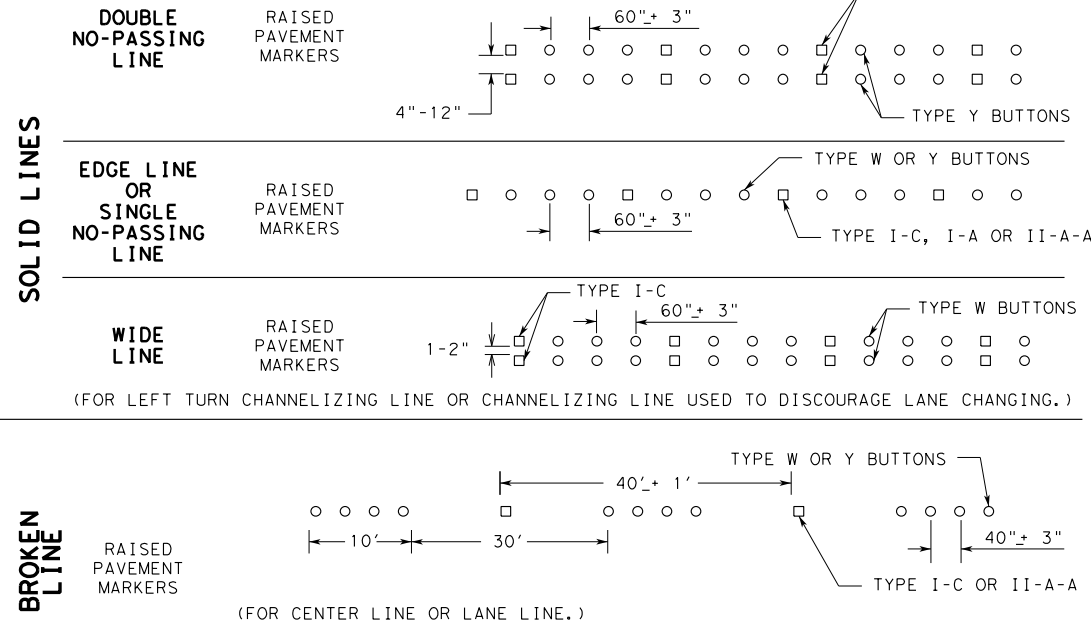 SOLID LINES
DOUBLE
NO-PASSING
LINE
RAISED
PAVEMENT
MARKERS
60"± 3"
4"-12"
TYPE Y BUTTONS
EDGE LINE
OR
SINGLE
NO-PASSING
LINE
RAISED
PAVEMENT
MARKERS
TYPE W OR Y BUTTONS
60"± 3"
TYPE I-C, I-A OR II-A-A
WIDE
LINE
RAISED
PAVEMENT
MARKERS
TYPE I-C
60"± 3"
TYPE W BUTTONS
1-2"
(FOR LEFT TURN CHANNELIZING LINE OR CHANNELIZING LINE USED TO DISCOURAGE LANE CHANGING.)
BROKEN
LINE
RAISED
PAVEMENT
MARKERS
TYPE W OR Y BUTTONS
40'± 1'
10'
30'
40"± 3"
TYPE I-C OR II-A-A
(FOR CENTER LINE OR LANE LINE.)